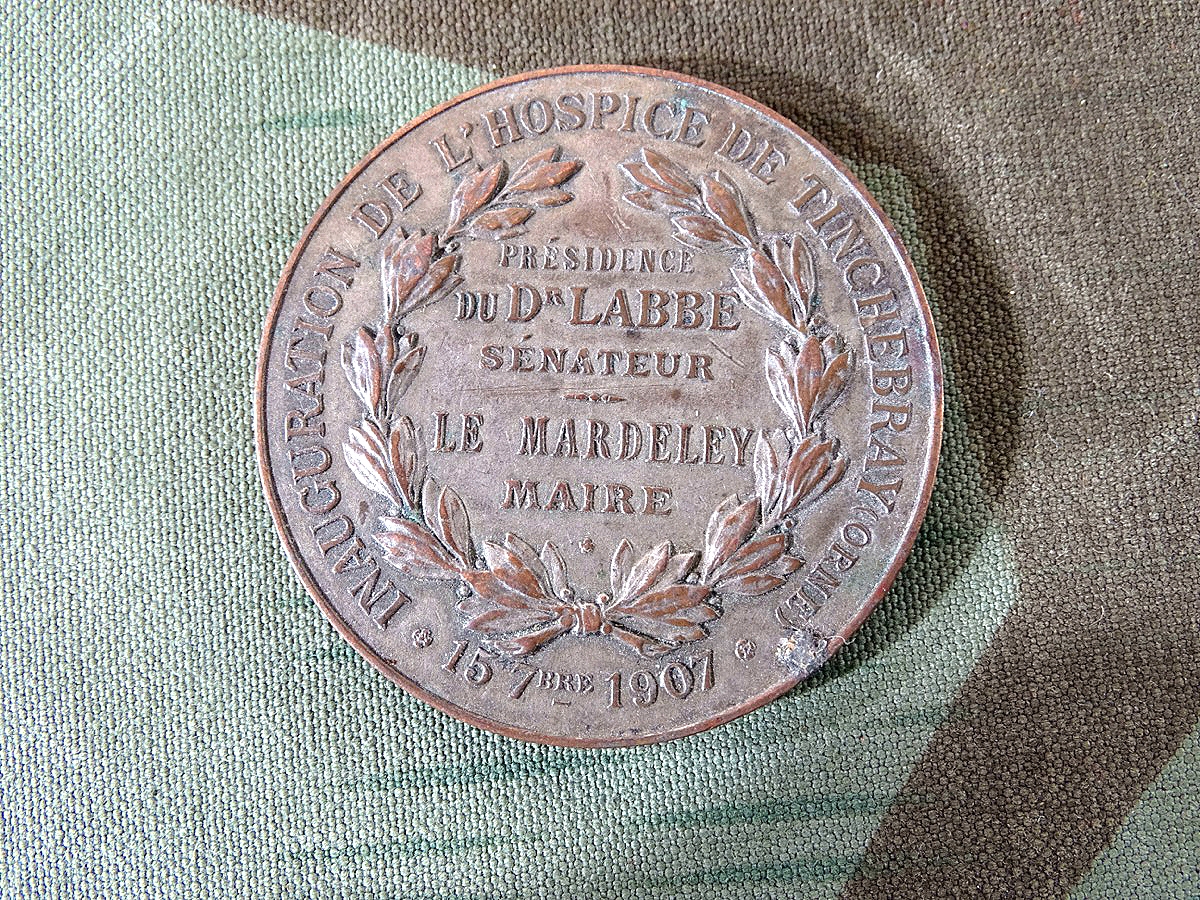 INAUGURATION DE L'HOSPICE DE TINCHEBRAY (ORNE)
PRÉSIDENCE
DU DR LABBE
SÉNATEUR
LE MARDELEY
MAIRE
15 7BRE 1907